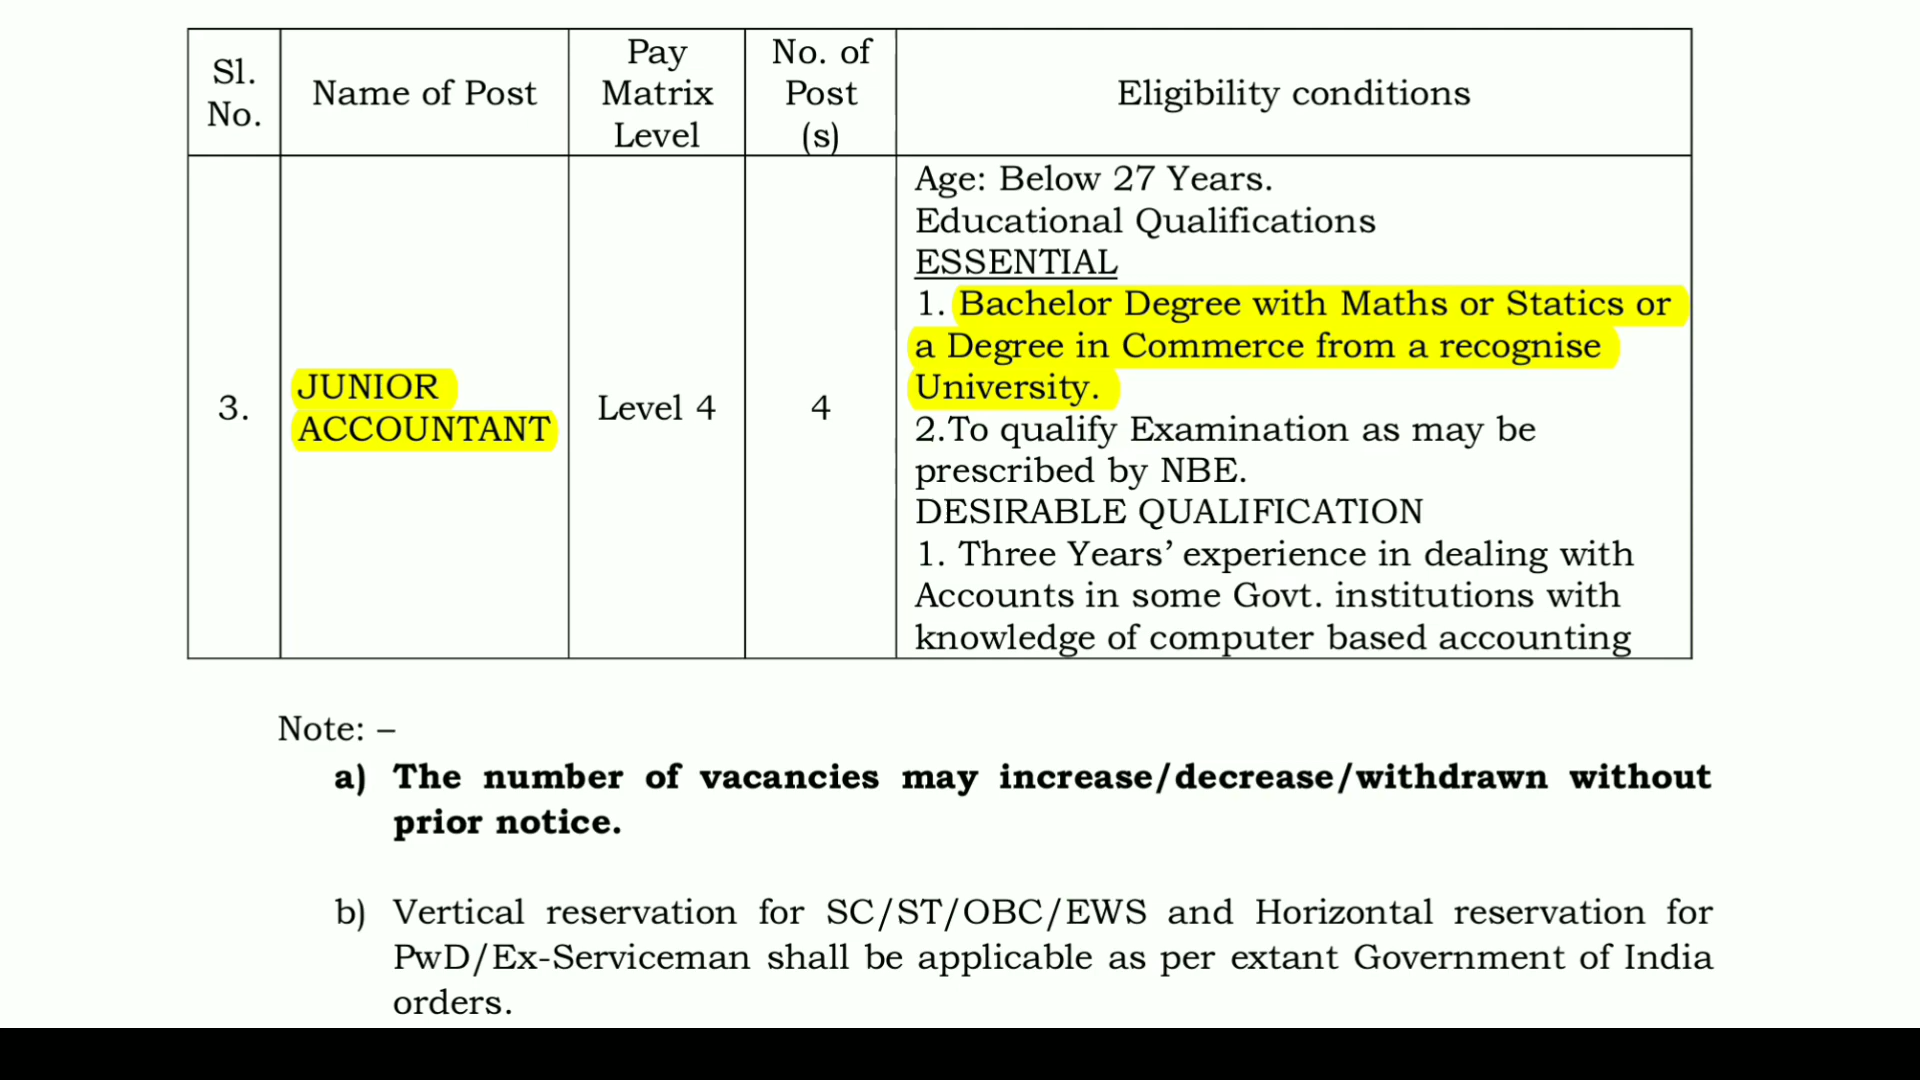 Sl.
No.
Name of Post
Pay
Matrix
Level
No. of
Post
(s)
Eligibility conditions
3.
JUNIOR
ACCOUNTANT
Level 4
4
Age: Below 27 Years.
Educational Qualifications
ESSENTIAL
1. Bachelor Degree with Maths or Statics or
a Degree in Commerce from a recognise
University.
2.To qualify Examination as may be
prescribed by NBE.
DESIRABLE QUALIFICATION
1. Three Years’ experience in dealing with
Accounts in some Govt. institutions with
knowledge of computer based accounting
Note: –
a) The number of vacancies may increase/decrease/withdrawn without
prior notice.
b) Vertical reservation for SC/ST/OBC/EWS and Horizontal reservation for
PwD/Ex-Serviceman shall be applicable as per extant Government of India
orders.